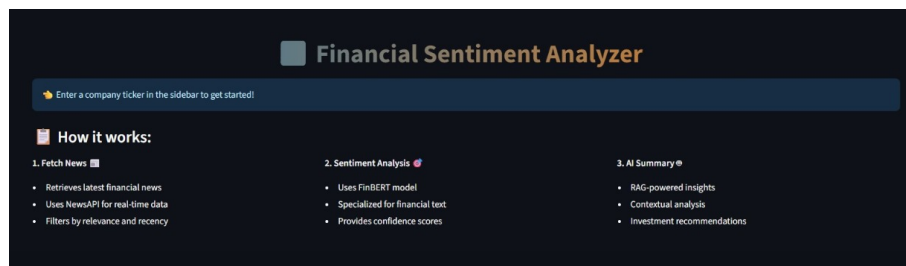 Financial Sentiment Analyzer
👈 Enter a company ticker in the sidebar to get started!
📋 How it works:
1. Fetch News 📰
• Retrieves latest financial news
• Uses NewsAPI for real-time data
• Filters by relevance and recency
2. Sentiment Analysis 🎯
• Uses FinBERT model
• Specialized for financial text
• Provides confidence scores
3. AI Summary 🤖
• RAG-powered insights
• Contextual analysis
• Investment recommendations